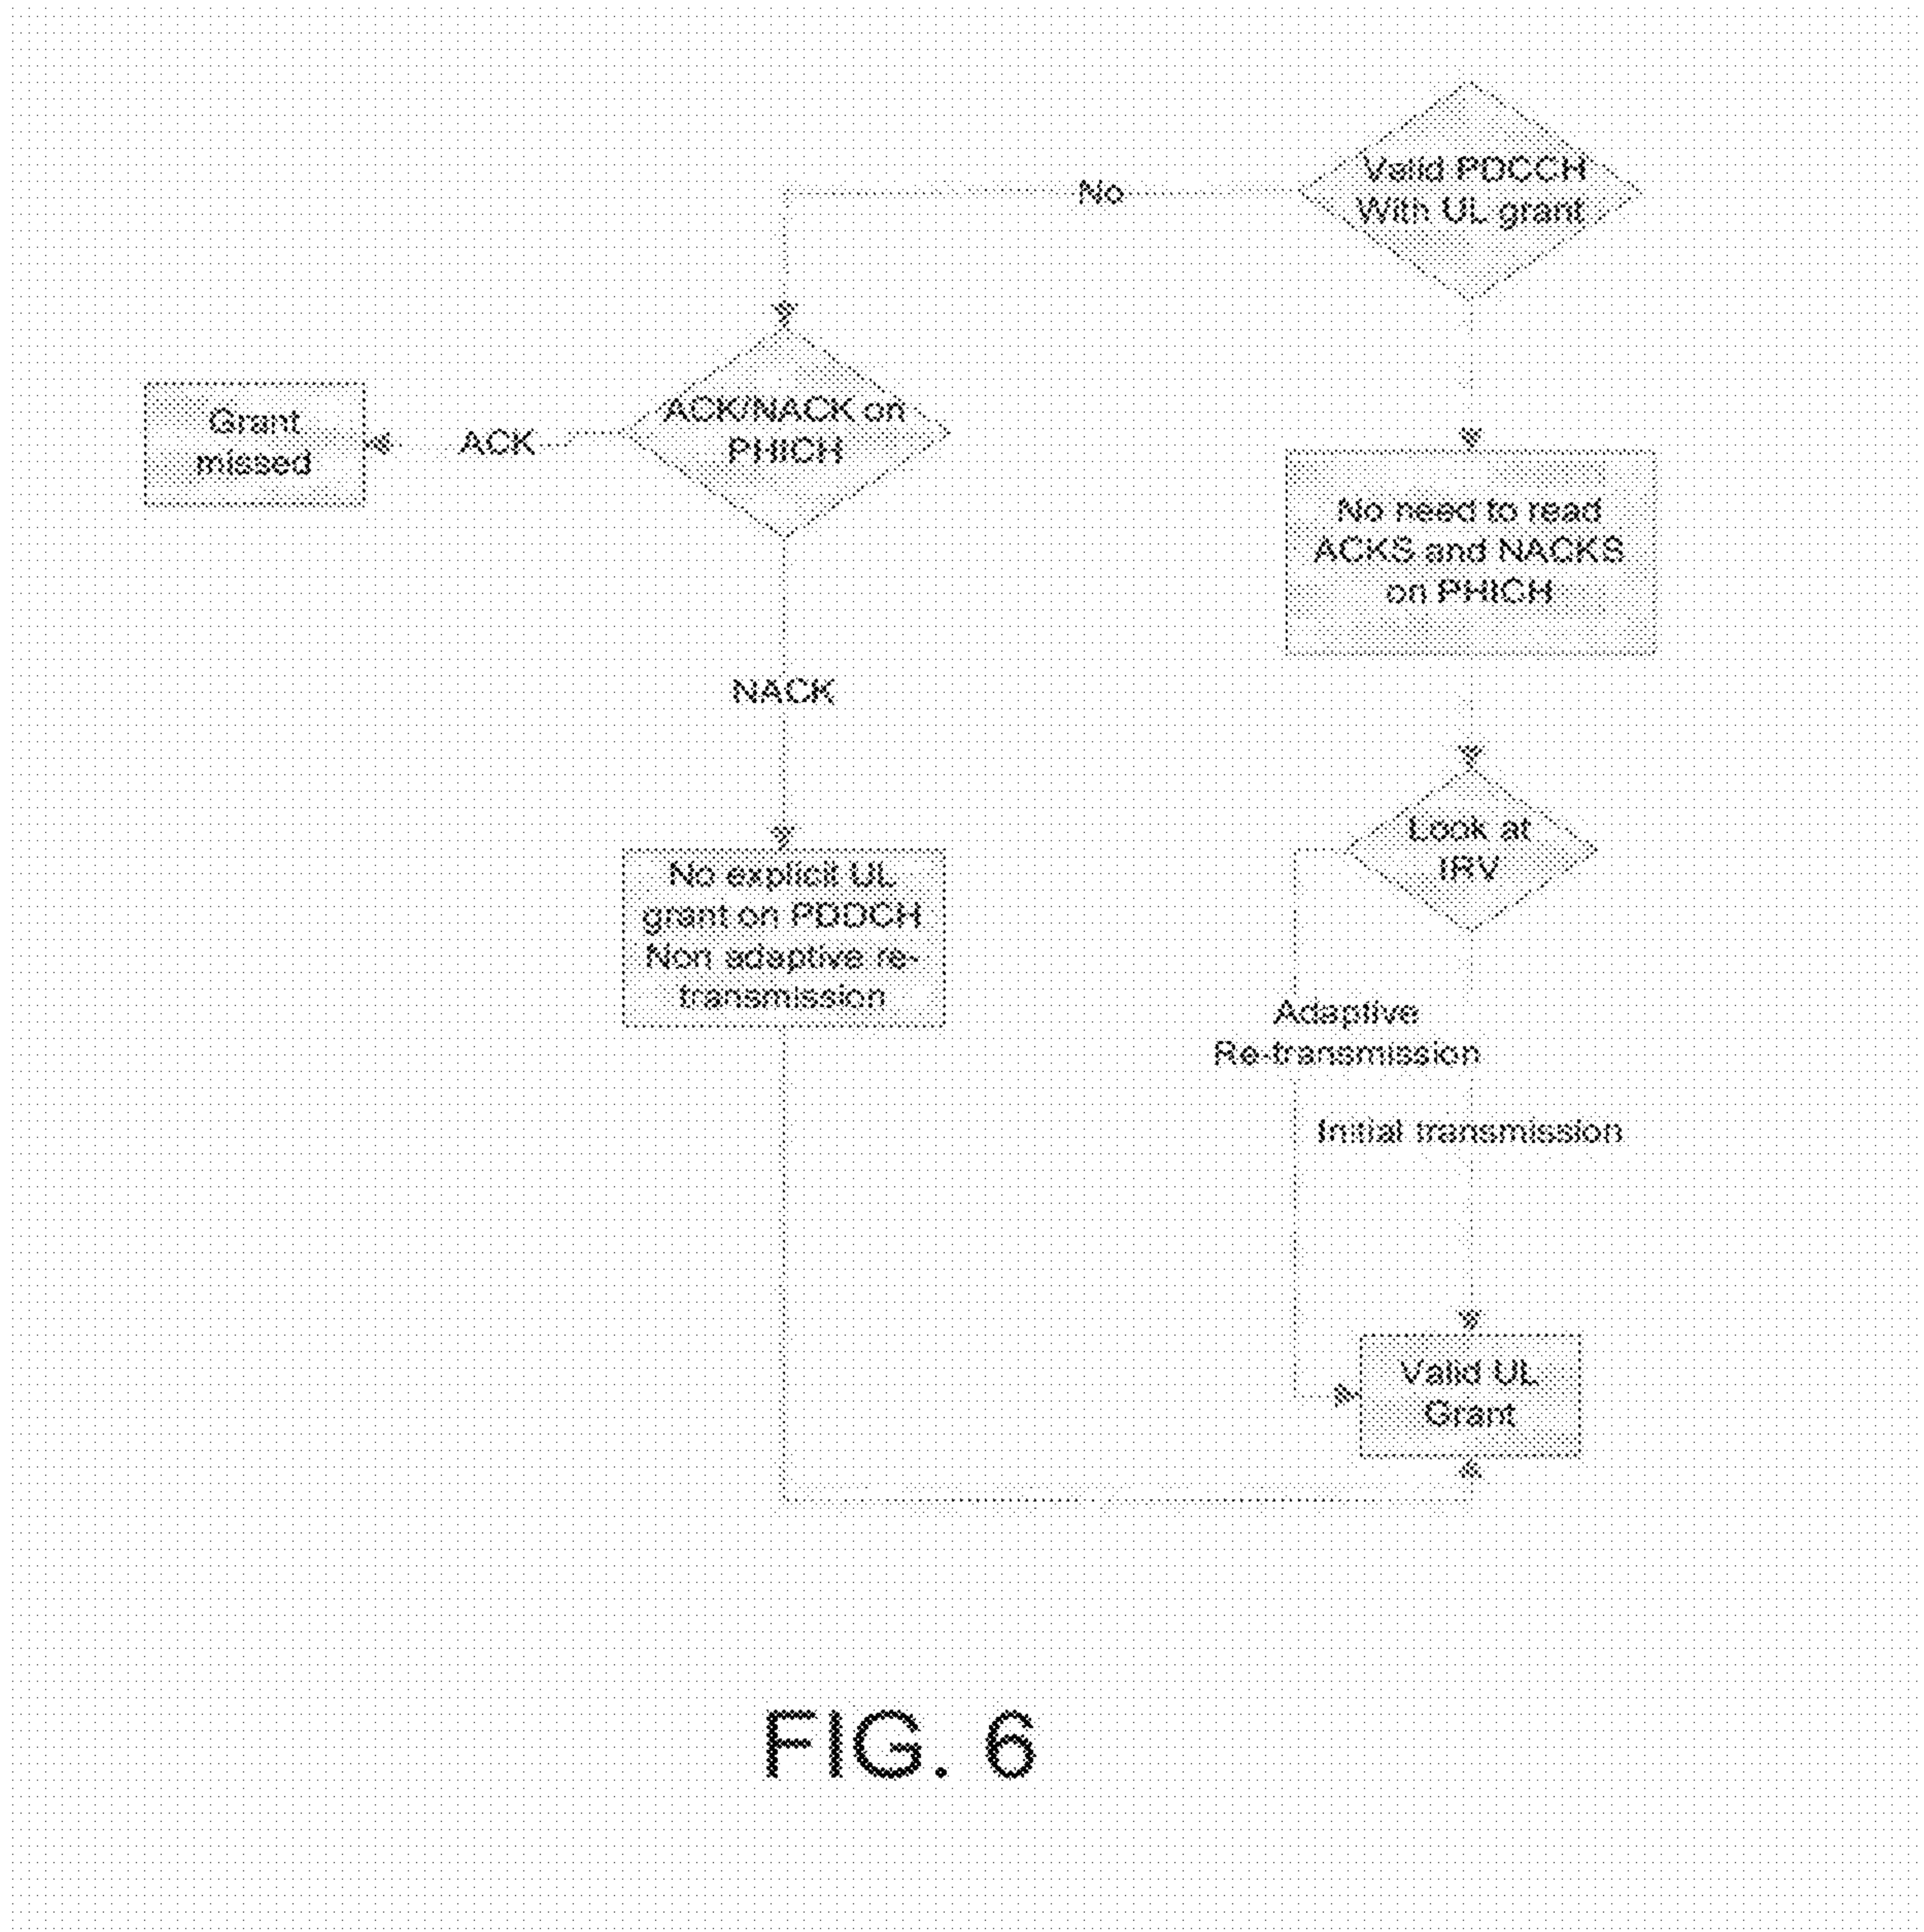 Valid PDCCH
With UL grant
No
ACK/NACK on
PHICH
ACK
Grant
missed
No need to read
ACKS and NACKS
on PHICH
NACK
Look at
IRV
No explicit UL
grant on PDDCH
Non adaptive re-
transmission
Adaptive
Re-transmission
Initial transmission
Valid UL
Grant
FIG. 6